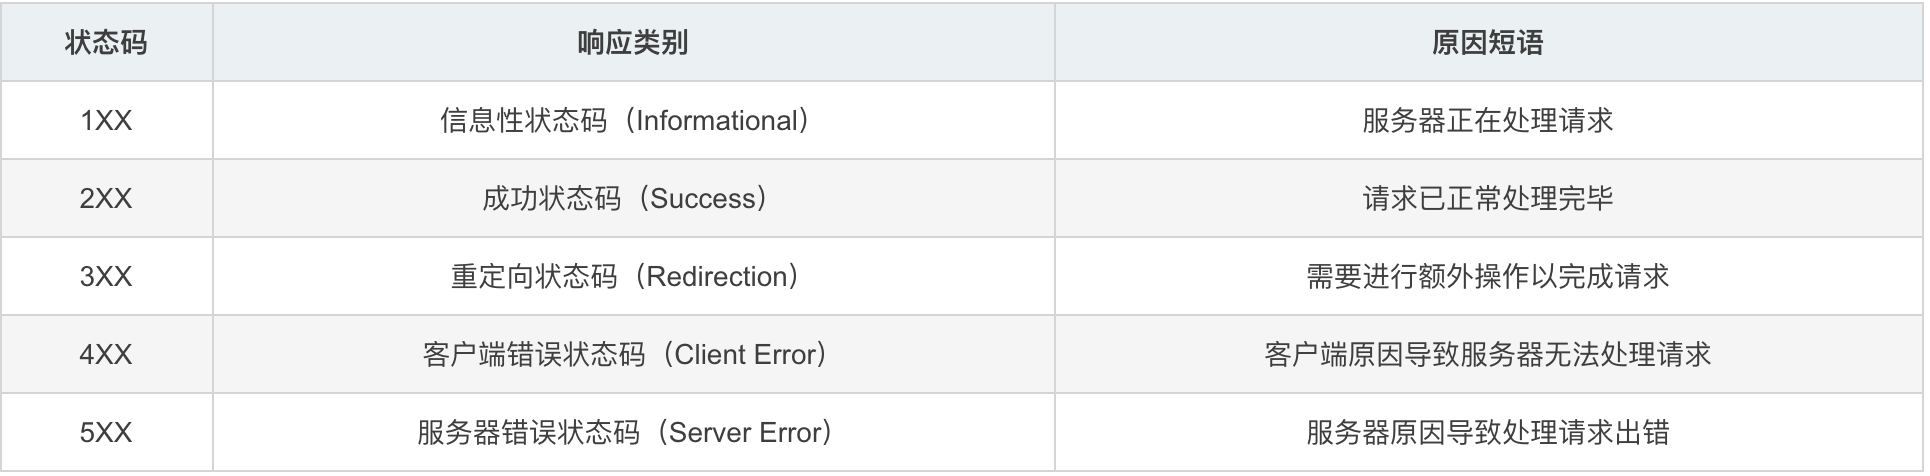 状态码 响应类别 原因短语
1XX 信息性状态码（Informational） 服务器正在处理请求
2XX 成功状态码（Success） 请求已正常处理完毕
3XX 重定向状态码（Redirection） 需要进行额外操作以完成请求
4XX 客户端错误状态码（Client Error） 客户端原因导致服务器无法处理请求
5XX 服务器错误状态码（Server Error） 服务器原因导致处理请求出错